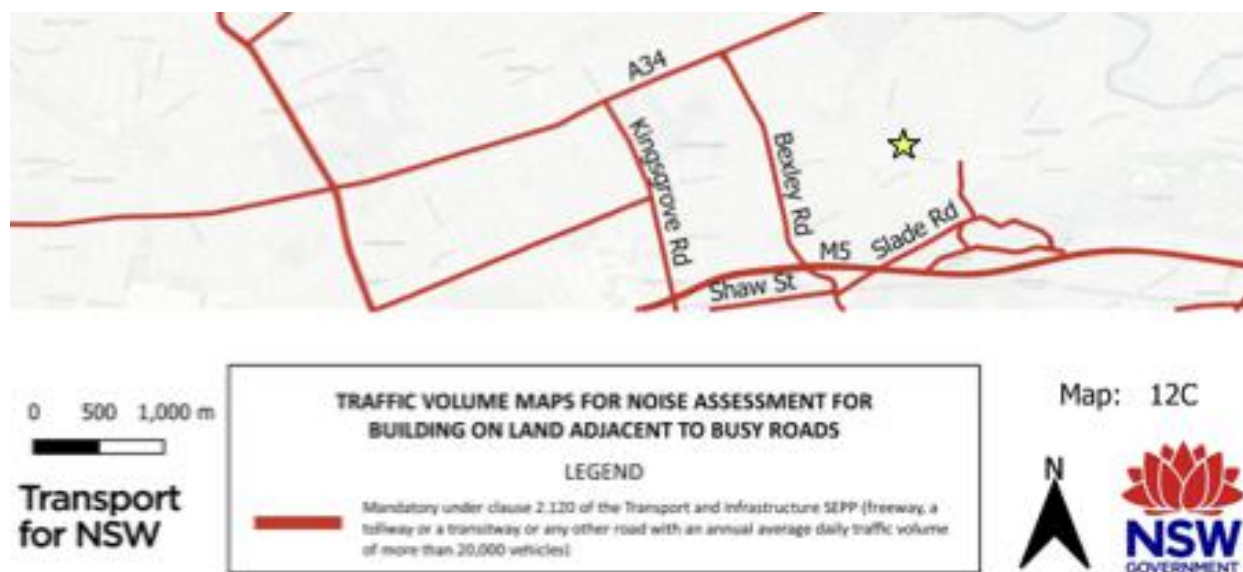 A34
Kingsgrove Rd
Bexley Rd
Slade Rd
M5
Shaw St
0 500 1,000 m
Transport
for NSW
TRAFFIC VOLUME MAPS FOR NOISE ASSESSMENT FOR
BUILDING ON LAND ADJACENT TO BUSY ROADS
LEGEND
Mandatory under clause 2.120 of the Transport and Infrastructure SEPP (freeway, a
tollway or a transitway or any other road with an annual average daily traffic volume
of more than 20,000 vehicles)
Map: 12C
N
NSW
GOVERNMENT